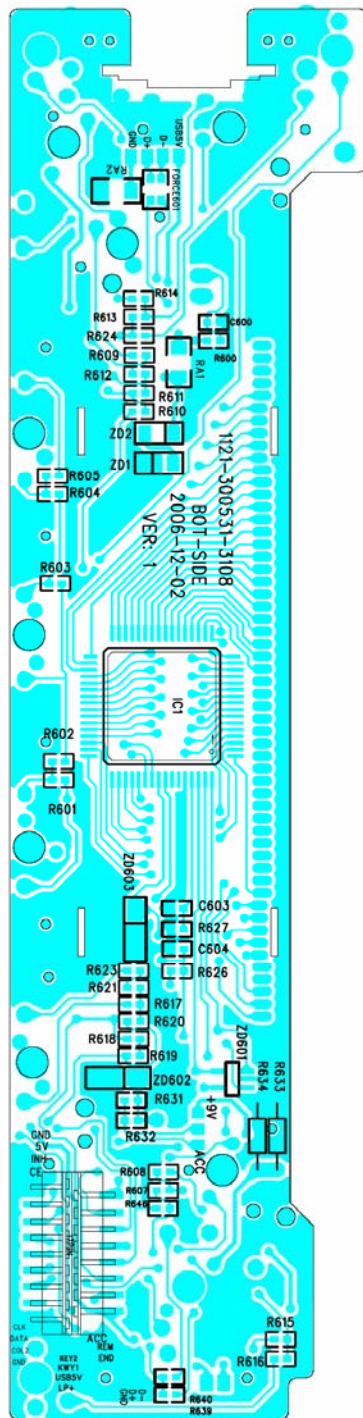 USB5V
D-
D+
GND
RA2
FORCE601
R614
R613
R624
R609
R612
R611
R610
C600
R600
RA1
ZD2
ZD1
1121-300531-3108
BOT-SIDE
2006-12-02
VER: 1
R605
R604
R603
IC1
R602
R601
ZD603
C603
R627
C604
R626
R623
R621
R617
R620
R618
R619
ZD602
ZD601
R631
R632
+9V
R634
R633
ACC
GND
5V
INH
CE
R608
R607
R646
CLK
DATA
COL2
GND
ACC
REM
END
KEY2
KWY1
USB5V
LP+
R615
R616
D-
D+
GND
R640
R639